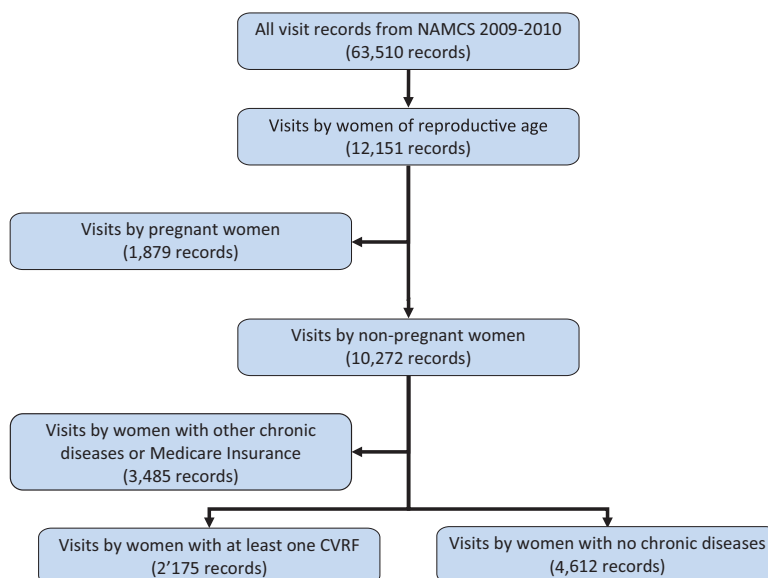 All visit records from NAMCS 2009-2010
(63,510 records)
Visits by women of reproductive age
(12,151 records)
Visits by pregnant women
(1,879 records)
Visits by non-pregnant women
(10,272 records)
Visits by women with other chronic
diseases or Medicare Insurance
(3,485 records)
Visits by women with at least one CVRF
(2’175 records)
Visits by women with no chronic diseases
(4,612 records)